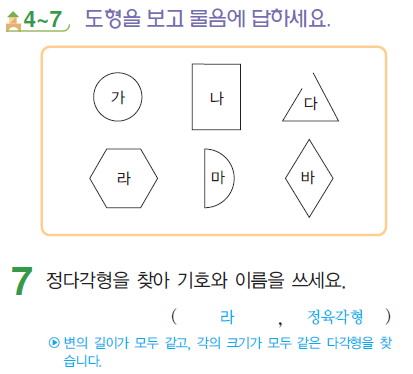 4~7 도형을 보고 물음에 답하세요.
가 나 다
라 마 바
7 정다각형을 찾아 기호와 이름을 쓰세요.
( 라 , 정육각형 )
변의 길이가 모두 같고, 각의 크기가 모두 같은 다각형을 찾
습니다.